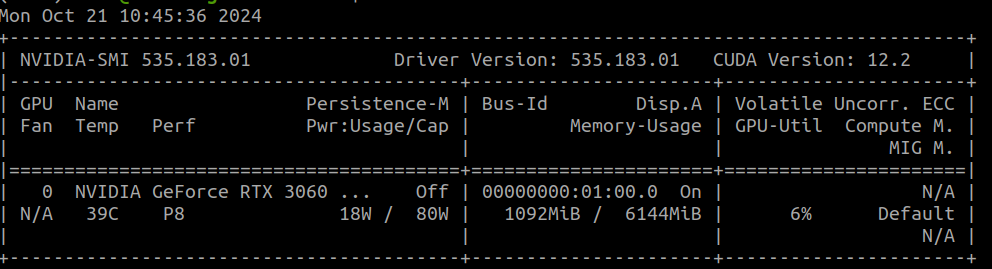 Mon Oct 21 10:45:36 2024
+---------------------------------------------------------------------------------------+
| NVIDIA-SMI 535.183.01             Driver Version: 535.183.01   CUDA Version: 12.2     |
|-----------------------------------------+----------------------+----------------------+
| GPU  Name                 Persistence-M | Bus-Id        Disp.A | Volatile Uncorr. ECC |
| Fan  Temp   Perf          Pwr:Usage/Cap |         Memory-Usage | GPU-Util  Compute M. |
|                                         |                      |               MIG M. |
|=========================================+======================+======================|
|   0  NVIDIA GeForce RTX 3060 ...    Off | 00000000:01:00.0  On |                  N/A |
| N/A   39C    P8              18W /  80W |   1092MiB /  6144MiB |      6%      Default |
|                                         |                      |                  N/A |
+-----------------------------------------+----------------------+----------------------+